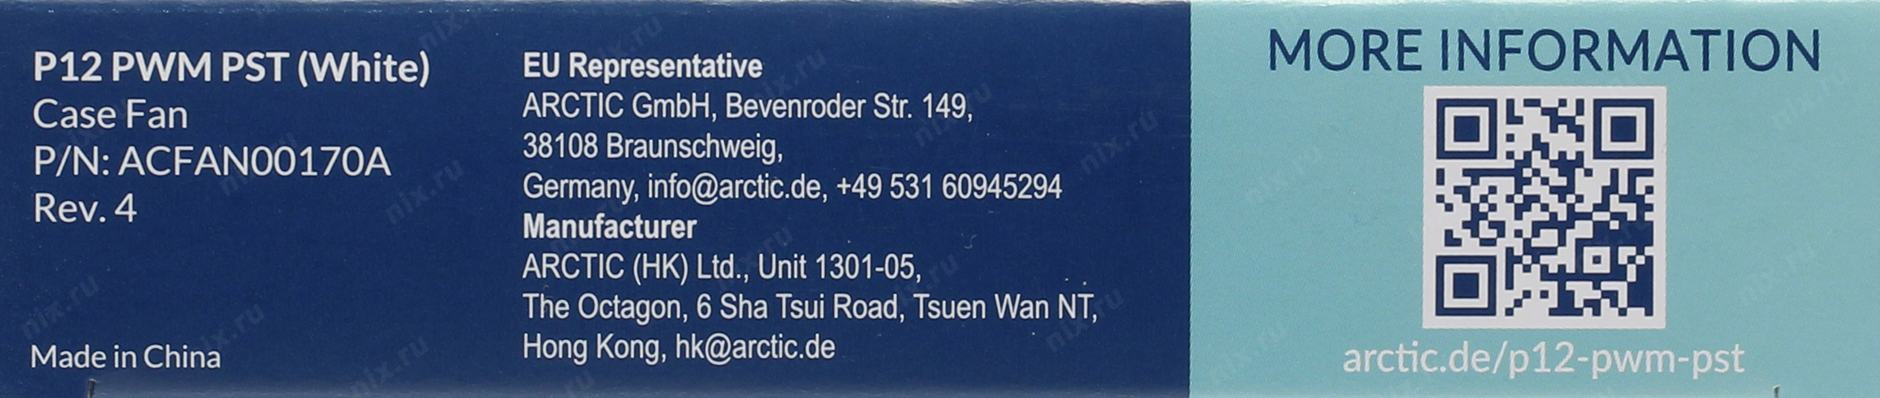 P12 PWM PST (White)
Case Fan
P/N: ACFAN00170A
Rev. 4
Made in China
EU Representative
ARCTIC GmbH, Bevenroder Str. 149,
38108 Braunschweig,
Germany, info@arctic.de, +49 531 60945294
Manufacturer
ARCTIC (HK) Ltd., Unit 1301-05,
The Octagon, 6 Sha Tsui Road, Tsuen Wan NT,
Hong Kong, hk@arctic.de
MORE INFORMATION
arctic.de/p12-pwm-pst
nix.ru